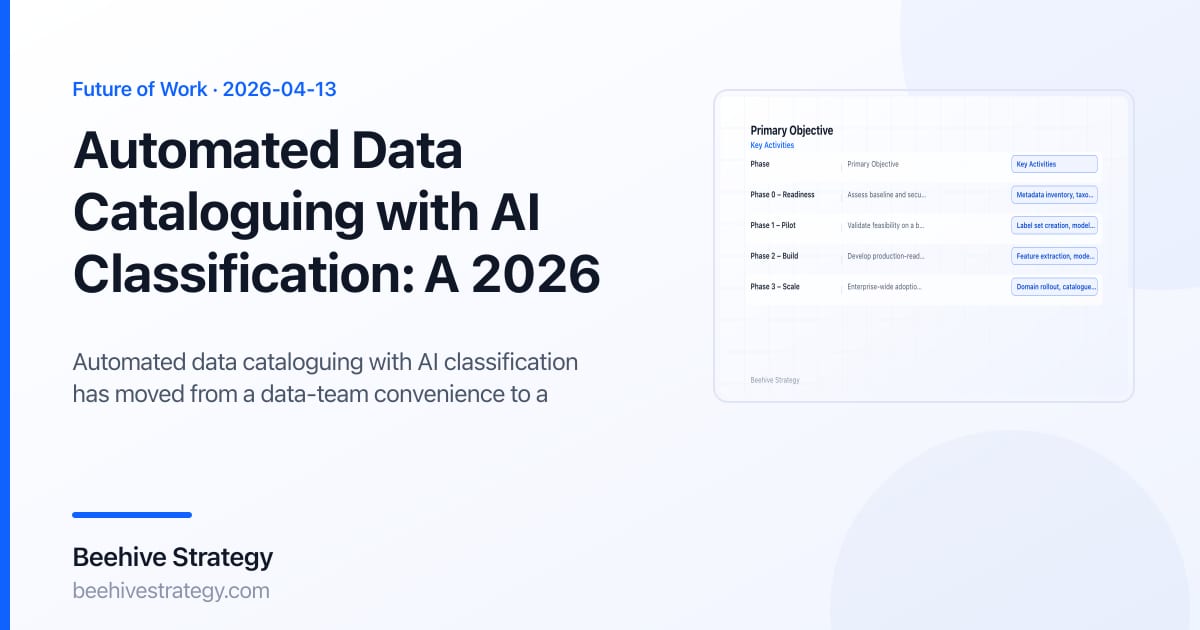 Future of Work · 2026-04-13
Automated Data
Cataloguing with AI
Classification: A 2026
Automated data cataloguing with AI classification
has moved from a data-team convenience to a
Beehive Strategy
beehivestrategy.com
Primary Objective
Key Activities
Phase Primary Objective Key Activities
Phase 0 – Readiness Assess baseline and secu... Metadata inventory, taxo...
Phase 1 – Pilot Validate feasibility on a b... Label set creation, model...
Phase 2 – Build Develop production-read... Feature extraction, mode...
Phase 3 – Scale Enterprise-wide adoptio... Domain rollout, catalogue...
Beehive Strategy